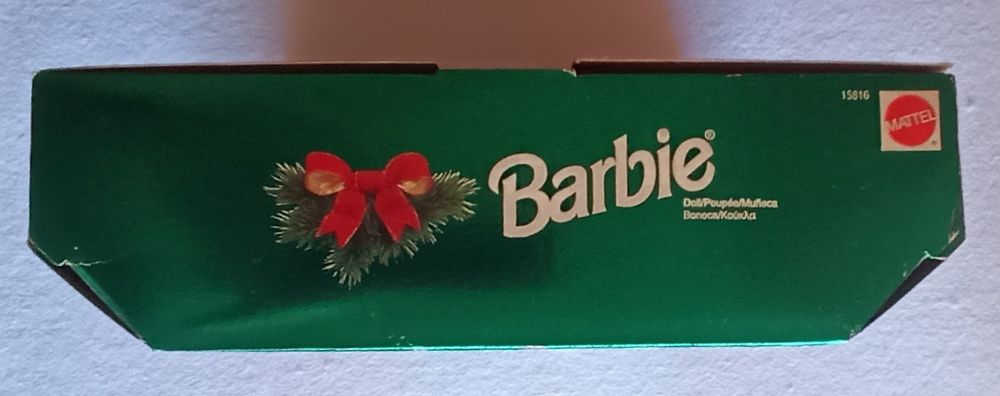 15816
MATTEL
Barbie®
Doll/Poupée/Muñeca
Boneca/Κούκλα